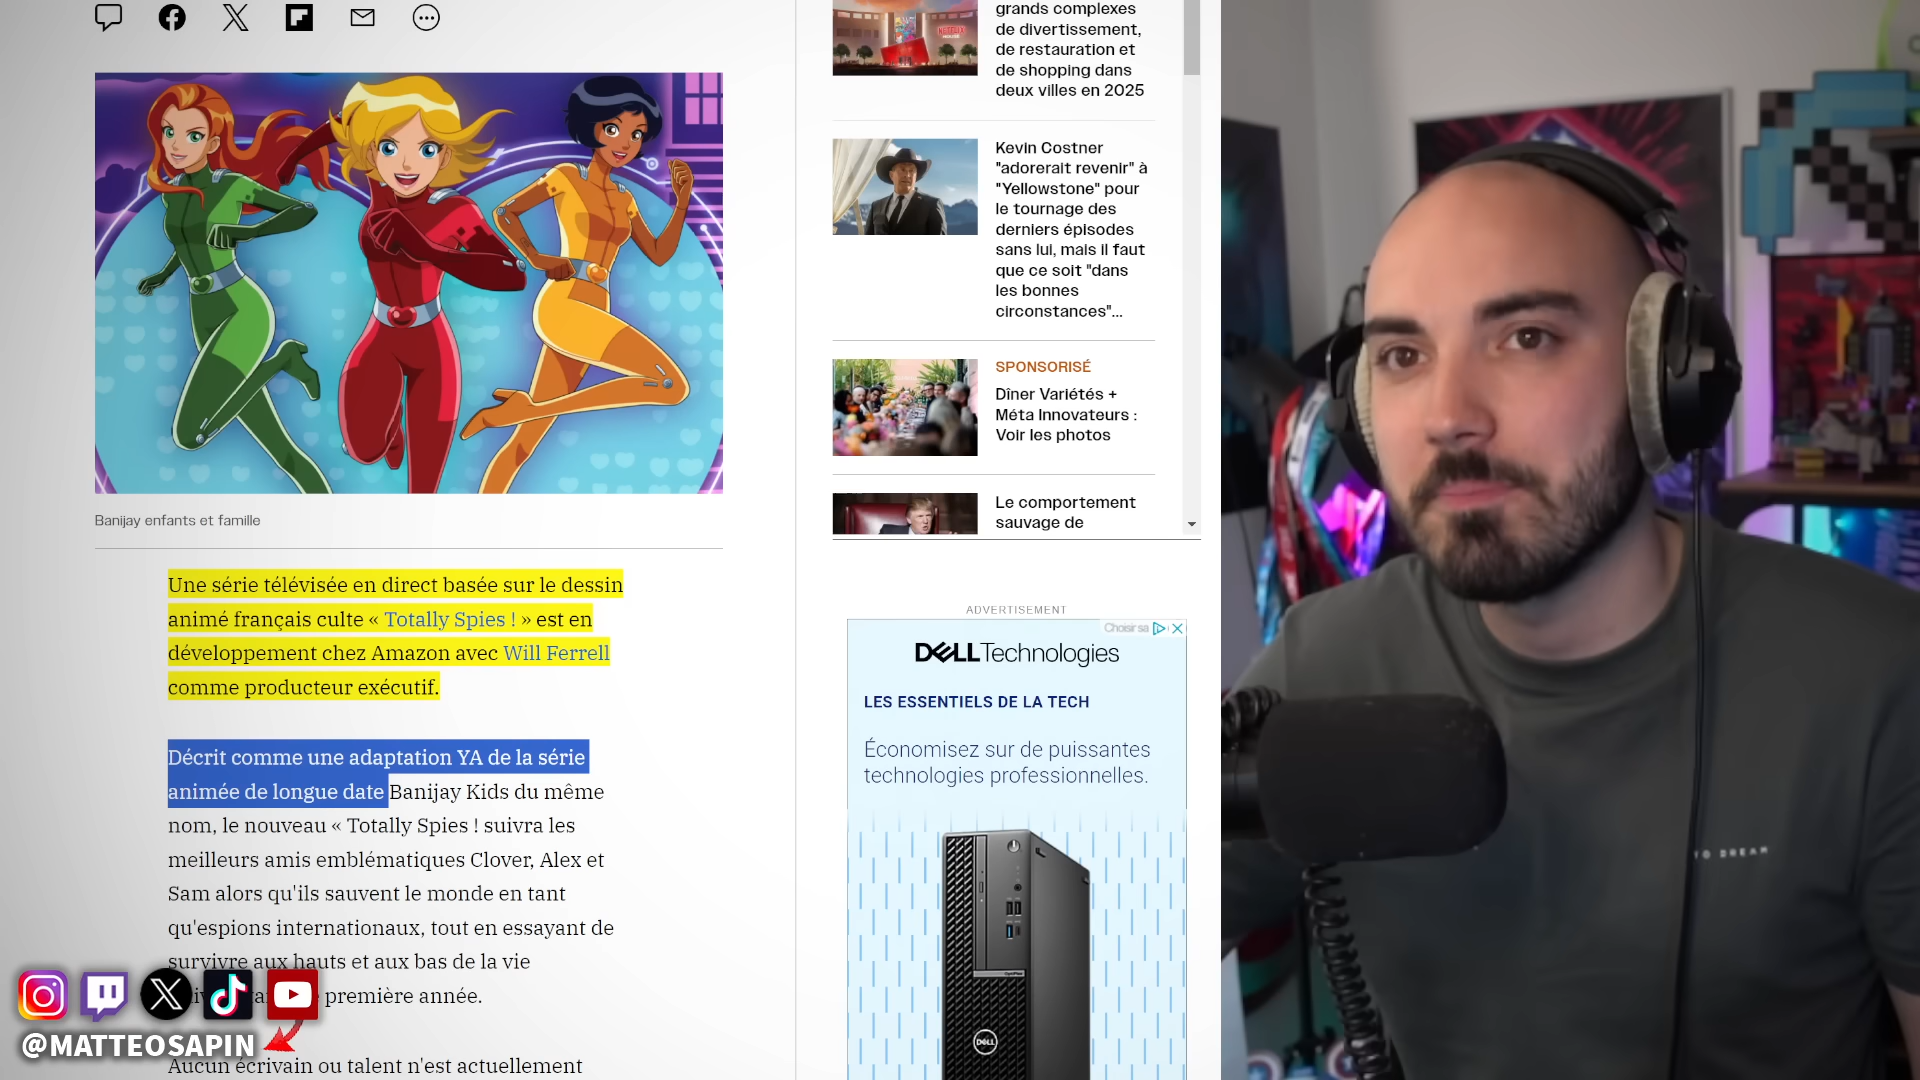 Banijay enfants et famille
Une série télévisée en direct basée sur le dessin
animé français culte « Totally Spies ! » est en
développement chez Amazon avec Will Ferrell
comme producteur exécutif.
Décrit comme une adaptation YA de la série
animée de longue date Banijay Kids du même
nom, le nouveau « Totally Spies ! suivra les
meilleurs amis emblématiques Clover, Alex et
Sam alors qu'ils sauvent le monde en tant
qu'espions internationaux, tout en essayant de
survivre aux hauts et aux bas de la vie
première année.
Aucun écrivain ou talent n'est actuellement
@MATTEOSAPIN
grands complexes
de divertissement,
de restauration et
de shopping dans
deux villes en 2025
Kevin Costner
"adorerait revenir" à
"Yellowstone" pour
le tournage des
derniers épisodes
sans lui, mais il faut
que ce soit "dans
les bonnes
circonstances"...
SPONSORISÉ
Dîner Variétés +
Méta Innovateurs :
Voir les photos
Le comportement
sauvage de
ADVERTISEMENT
Choisir sa
DELLTechnologies
LES ESSENTIELS DE LA TECH
Économisez sur de puissantes
technologies professionnelles.
DELL
TO DREAM